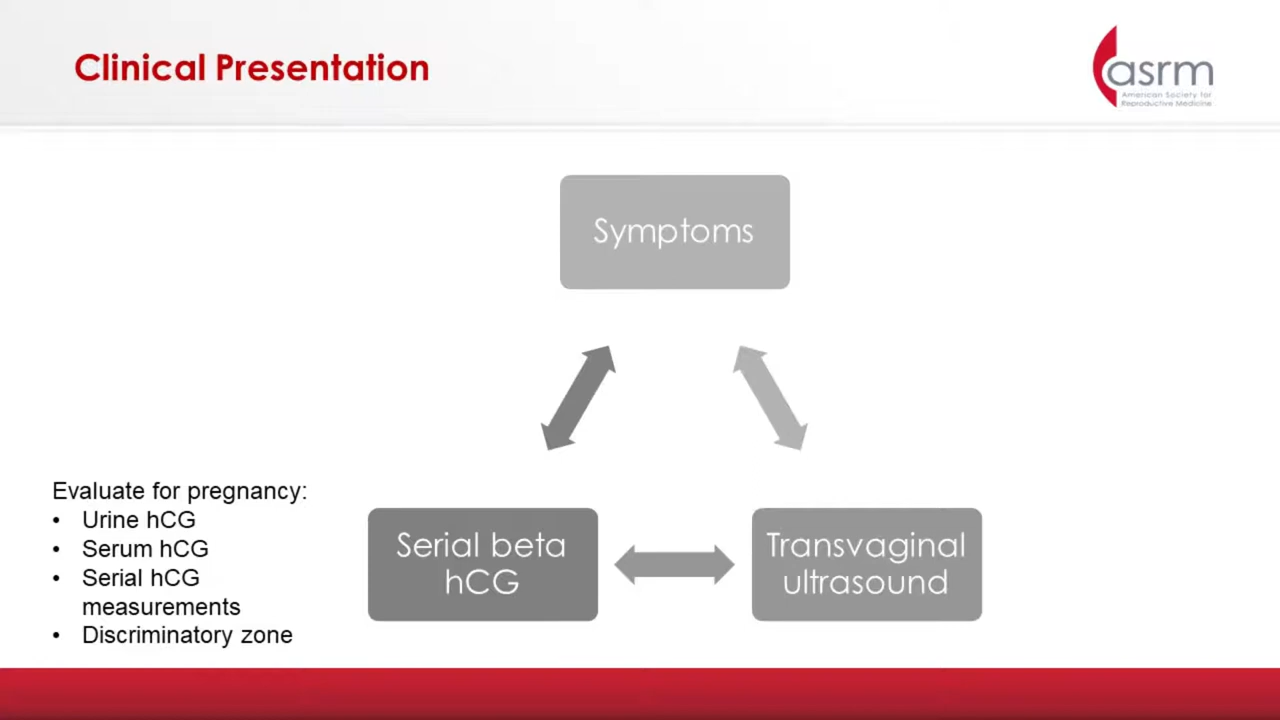 Clinical Presentation
asrm
American Society for
Reproductive Medicine
Symptoms
Evaluate for pregnancy:
• Urine hCG
• Serum hCG
• Serial hCG
measurements
• Discriminatory zone
Serial beta
hCG
Transvaginal
ultrasound